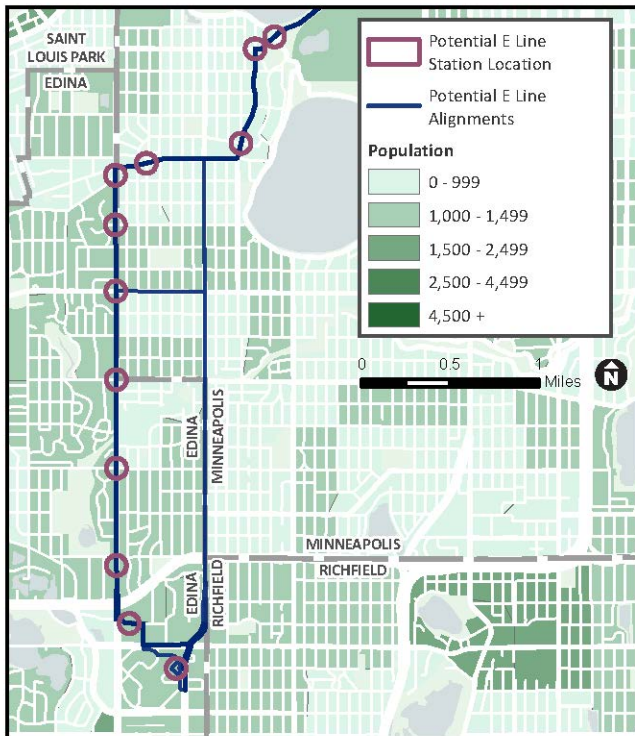 SAINT
LOUIS PARK
EDINA
Potential E Line
Station Location
Potential E Line
Alignments
Population
0 - 999
1,000 - 1,499
1,500 - 2,499
2,500 - 4,499
4,500 +
0 0.5 1
Miles
N
EDINA
MINNEAPOLIS
MINNEAPOLIS
RICHFIELD
EDINA
RICHFIELD